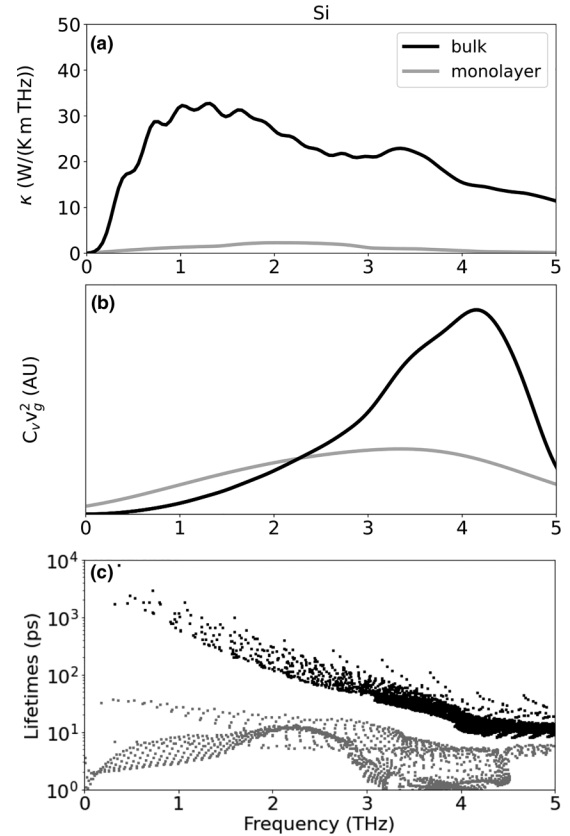 Si
(a)
bulk
monolayer
κ (W/(K m THz))
50
40
30
20
10
0
0 1 2 3 4 5
(b)
C_v v_g^2 (AU)
0 1 2 3 4 5
(c)
Lifetimes (ps)
10^4
10^3
10^2
10^1
10^0
0 1 2 3 4 5
Frequency (THz)